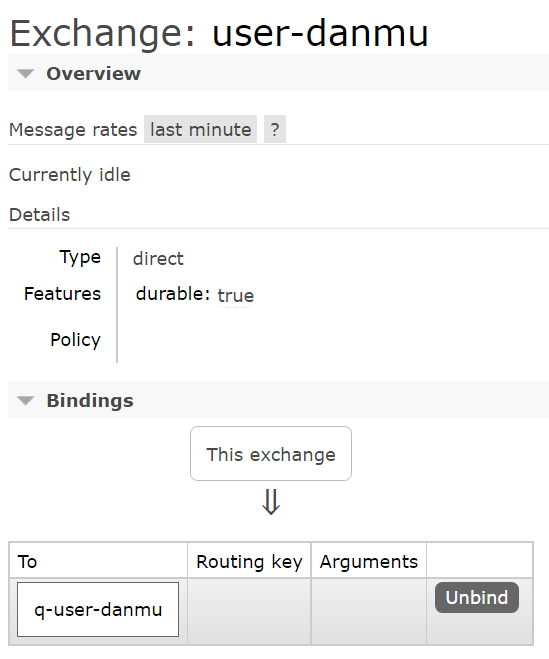 Exchange: user-danmu
Overview
Message rates last minute ?
Currently idle
Details
Type direct
Features durable: true
Policy
Bindings
This exchange
⇓
To Routing key Arguments
q-user-danmu Unbind